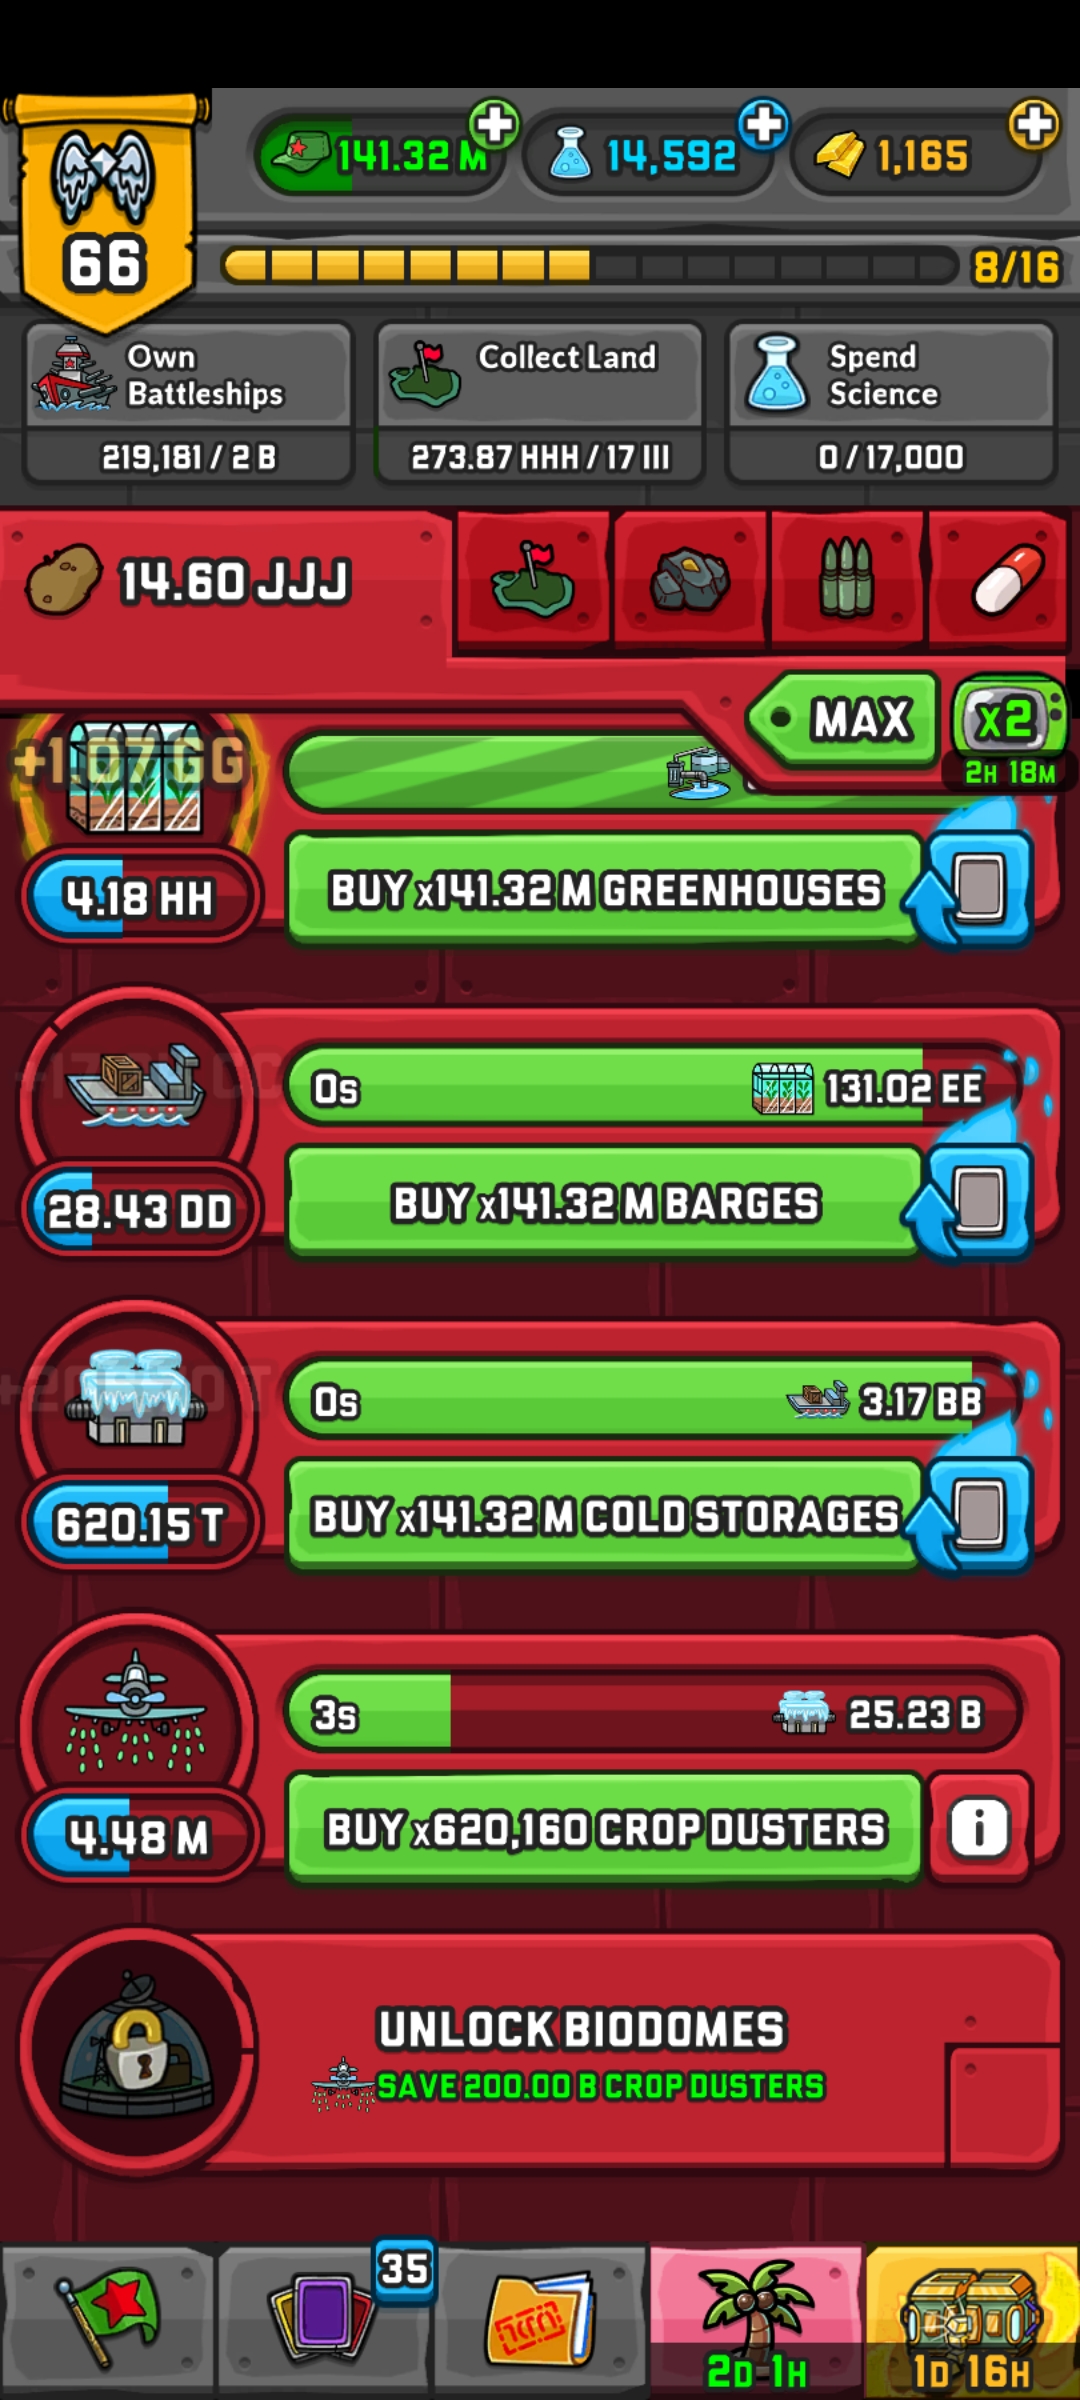 141.32 M
14,592
1,165
66
8/16
Own
Battleships
219,181 / 2 B
Collect Land
273.87 HHH / 17 III
Spend
Science
0 / 17,000
14.60 JJJ
MAX
x2
2H 18M
+1.07 GG
4.18 HH
BUY x141.32 M GREENHOUSES
0s
131.02 EE
28.43 DD
BUY x141.32 M BARGES
0s
3.17 BB
620.15 T
BUY x141.32 M COLD STORAGES
3s
25.23 B
4.48 M
BUY x620,160 CROP DUSTERS
i
UNLOCK BIODOMES
SAVE 200.00 B CROP DUSTERS
35
2D 1H
1D 16H